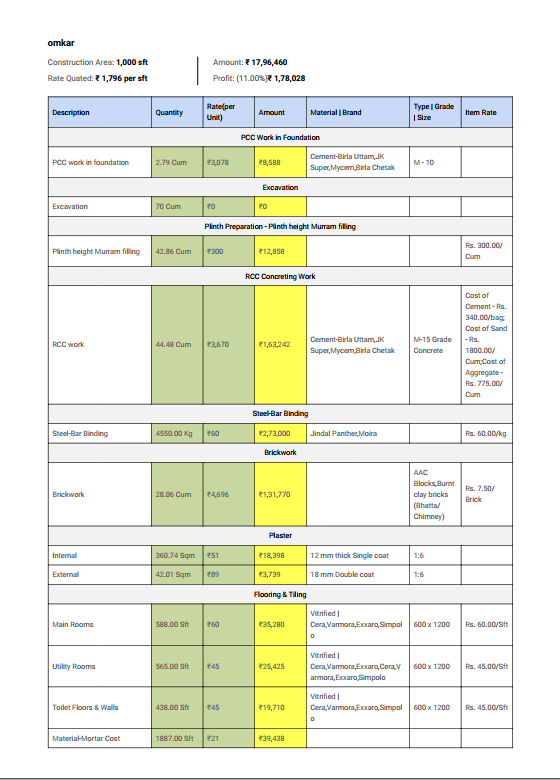 omkar
Construction Area: 1,000 sft Amount: ₹ 17,96,460
Rate Quated: ₹ 1,796 per sft Profit: (11.00%)₹ 1,78,028
Description Quantity Rate(per Unit) Amount Material | Brand Type | Grade | Size Item Rate
PCC Work in Foundation
PCC work in foundation 2.79 Cum ₹3,078 ₹8,588 Cement-Birla Uttam,JK Super,Mycem,Birla Chetak M - 10
Excavation
Excavation 70 Cum ₹0 ₹0
Plinth Preparation - Plinth height Murram filling
Plinth height Murram filling 42.86 Cum ₹300 ₹12,858 Rs. 300.00/ Cum
RCC Concreting Work
RCC work 44.48 Cum ₹3,670 ₹1,63,242 Cement-Birla Uttam,JK Super,Mycem,Birla Chetak M-15 Grade Concrete Cost of Cement - Rs. 340.00/bag; Cost of Sand - Rs. 1800.00/ Cum;Cost of Aggregate - Rs. 775.00/ Cum
Steel-Bar Binding
Steel-Bar Binding 4550.00 Kg ₹60 ₹2,73,000 Jindal Panther,Moira Rs. 60.00/kg
Brickwork
Brickwork 28.06 Cum ₹4,696 ₹1,31,770 AAC Blocks,Burnt clay bricks (Bhatta/ Chimney) Rs. 7.50/ Brick
Plaster
Internal 360.74 Sqm ₹51 ₹18,398 12 mm thick Single coat 1:6
External 42.01 Sqm ₹89 ₹3,739 18 mm Double coat 1:6
Flooring & Tiling
Main Rooms 588.00 Sft ₹60 ₹35,280 Vitrified | Cera,Varmora,Exxaro,Simpolo 600 x 1200 Rs. 60.00/Sft
Utility Rooms 565.00 Sft ₹45 ₹25,425 Vitrified | Cera,Varmora,Exxaro,Cera,Varmora,Exxaro,Simpolo 600 x 1200 Rs. 45.00/Sft
Toilet Floors & Walls 438.00 Sft ₹45 ₹19,710 Vitrified | Cera,Varmora,Exxaro,Simpolo 600 x 1200 Rs. 45.00/Sft
Material-Mortar Cost 1887.00 Sft ₹21 ₹39,438